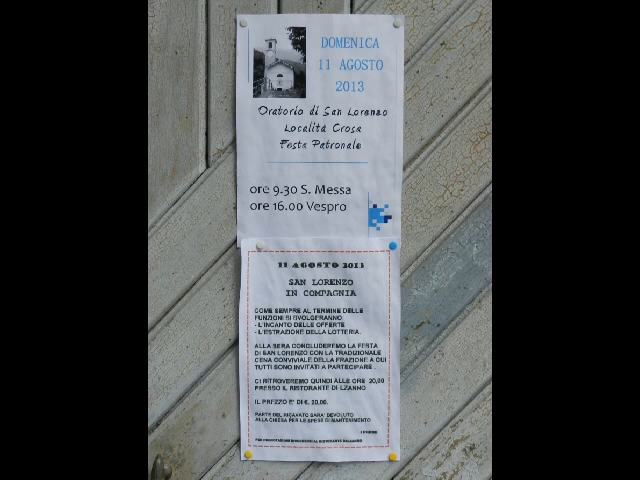 DOMENICA
11 AGOSTO
2013
Oratorio di San Lorenzo
Località Crosa
Festa Patronale
ore 9.30 S. Messa
ore 16.00 Vespro
11 AGOSTO 2013
SAN LORENZO
IN COMPAGNIA
COME SEMPRE AL TERMINE DELLE
FUNZIONI SI SVOLGERANNO
- L'INCANTO DELLE OFFERTE
- L'ESTRAZIONE DELLA LOTTERIA.
ALLA SERA CONCLUDEREMO LA FESTA
DI SAN LORENZO CON LA TRADIZIONALE
CENA CONVIVIALE DELLA FRAZIONE A CUI
TUTTI SONO INVITATI A PARTECIPARE.
CI RITROVEREMO QUINDI ALLE ORE 20,00
PRESSO IL RISTORANTE DI
IL PREZZO E' DI €. 20,00.
PARTE DEL RICAVATO SARA' DEVOLUTO
ALLA CHIESA PER LE SPESE DI MANTENIMENTO